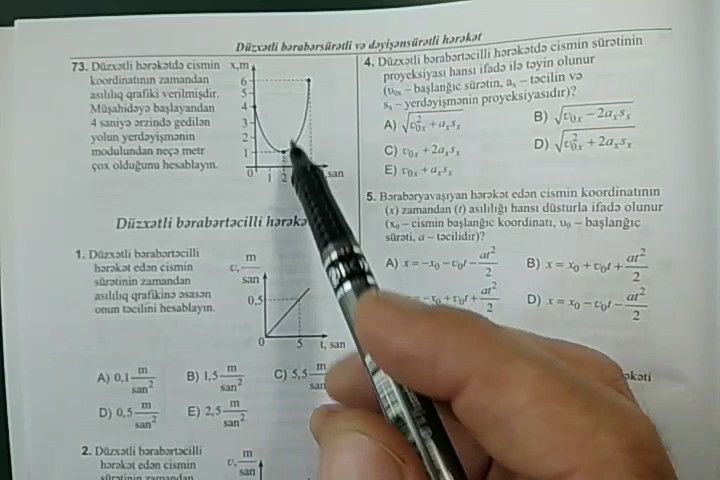 Düzxətli bərabərsürətli və dəyişənsürətli hərəkət
73. Düzxətli hərəkətdə cismin
koordinatının zamandan
asılılıq qrafiki verilmişdir.
Müşahidəyə başlayandan
4 saniyə ərzində gedilən
yolun yerdəyişmənin
modulundan neçə metr
çox olduğunu hesablayın.
x,m
6
5
4
3
2
1
0 1 2 san
Düzxətli bərabərtəcilli
1. Düzxətli bərabərtəcilli
hərəkət edən cismin
sürətinin zamandan
asılılıq qrafikinə əsasən
onun təcilini hesablayın.
υ, m/san
0,5
0 5 t, san
A) 0,1 m/san²
B) 1,5 m/san²
C) 5,5 m/san
D) 0,5 m/san²
E) 2,5 m/san²
2. Düzxətli bərabərtəcilli
hərəkət edən cismin
sürətinin zamandan
υ, m/san
4. Düzxətli bərabərtəcilli hərəkətdə cismin sürətinin
proyeksiyası hansı ifadə ilə təyin olunur
(υ₀ₓ – başlanğıc sürətin, aₓ – təcilin və
sₓ – yerdəyişmənin proyeksiyasıdır)?
A) √(υ₀ₓ² + aₓsₓ)
B) √(υ₀ₓ − 2aₓsₓ)
C) υ₀ₓ + 2aₓsₓ
D) √(υ₀ₓ² + 2aₓsₓ)
E) υ₀ₓ + aₓsₓ
5. Bərabəryavaşıyan hərəkət edən cismin koordinatının
(x) zamandan (t) asılılığı hansı düsturla ifadə olunur
(x₀ – cismin başlanğıc koordinatı, υ₀ – başlanğıc
sürəti, a – təcilidir)?
A) x = −x₀ − υ₀t − at²/2
B) x = x₀ + υ₀t + at²/2
−x₀ + υ₀t + at²/2
D) x = x₀ − υ₀t − at²/2